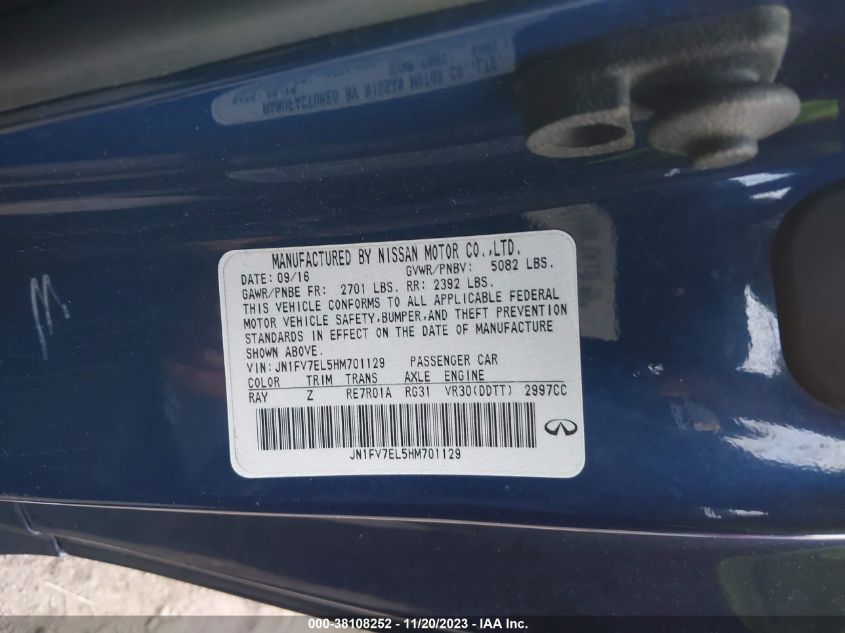 MANUFACTURED BY NISSAN MOTOR CO.,LTD.
DATE: 09/16 GVWR/PNBV: 5082 LBS.
GAWR/PNBE FR: 2701 LBS. RR: 2392 LBS.
THIS VEHICLE CONFORMS TO ALL APPLICABLE FEDERAL
MOTOR VEHICLE SAFETY,BUMPER,AND THEFT PREVENTION
STANDARDS IN EFFECT ON THE DATE OF MANUFACTURE
SHOWN ABOVE.
VIN: JN1FV7EL5HM701129 PASSENGER CAR
COLOR TRIM TRANS AXLE ENGINE
RAY Z RE7R01A RG31 VR30(DDTT) 2997CC
JN1FV7EL5HM701129
000-38108252 - 11/20/2023 - IAAI Inc.